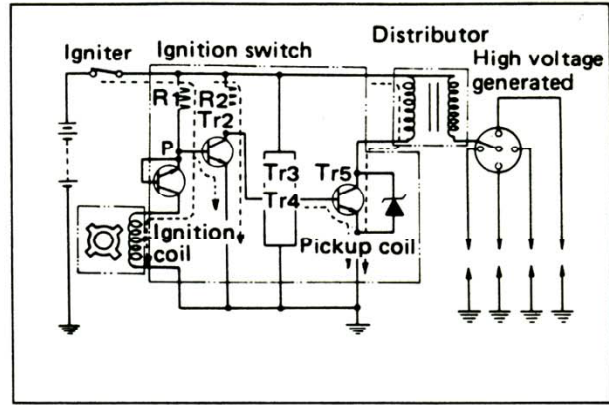 Distributor
Igniter
Ignition switch
High voltage
generated
R1
R2
Tr2
P
Tr3
Tr4
Tr5
Ignition
coil
Pickup coil